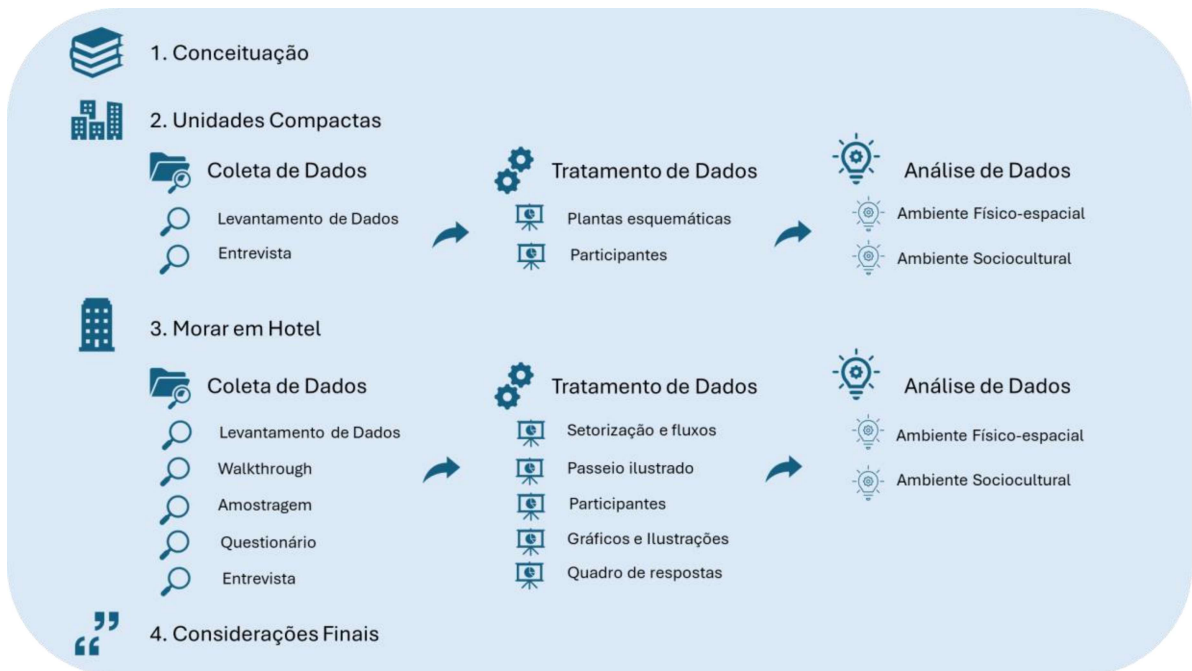 1. Conceituação
2. Unidades Compactas
Coleta de Dados
Levantamento de Dados
Entrevista
Tratamento de Dados
Plantas esquemáticas
Participantes
Análise de Dados
Ambiente Físico-espacial
Ambiente Sociocultural
3. Morar em Hotel
Coleta de Dados
Levantamento de Dados
Walkthrough
Amostragem
Questionário
Entrevista
Tratamento de Dados
Setorização e fluxos
Passeio ilustrado
Participantes
Gráficos e Ilustrações
Quadro de respostas
Análise de Dados
Ambiente Físico-espacial
Ambiente Sociocultural
4. Considerações Finais